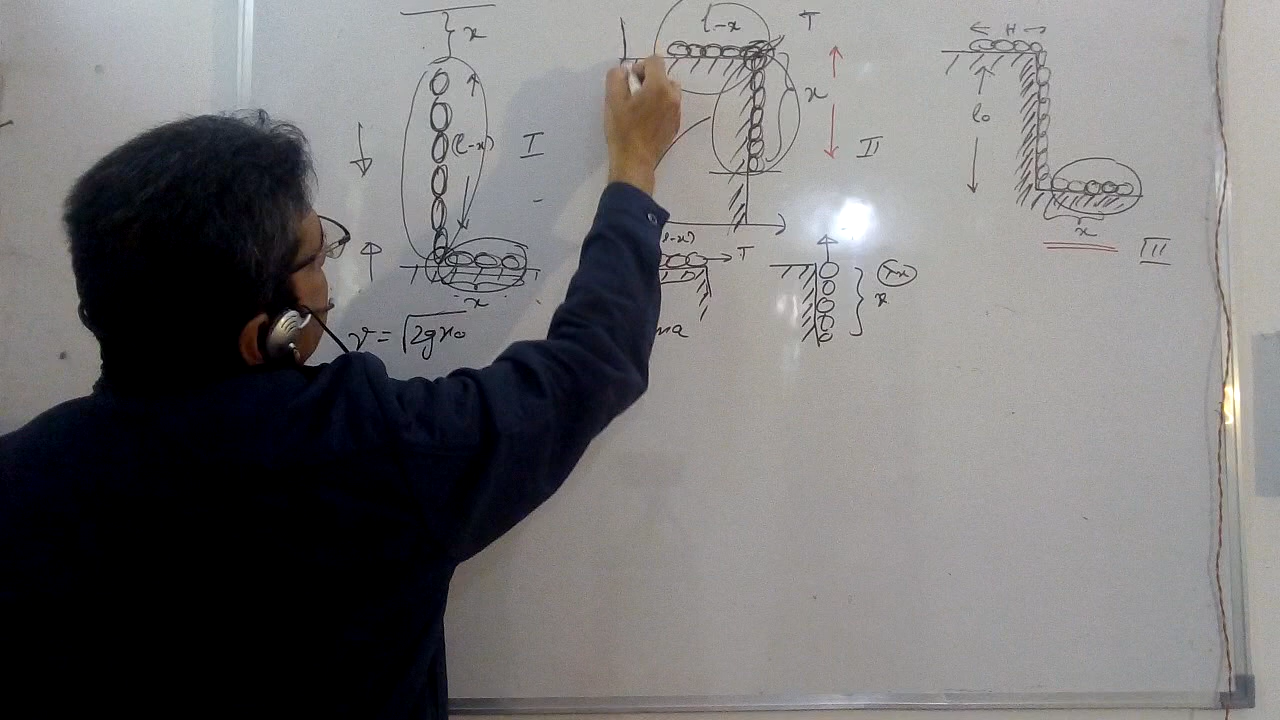 x
(l-x)
I
x
v = √2gx₀
l-x
T
x
II
l-x)
T
ma
x
H
l₀
x
III